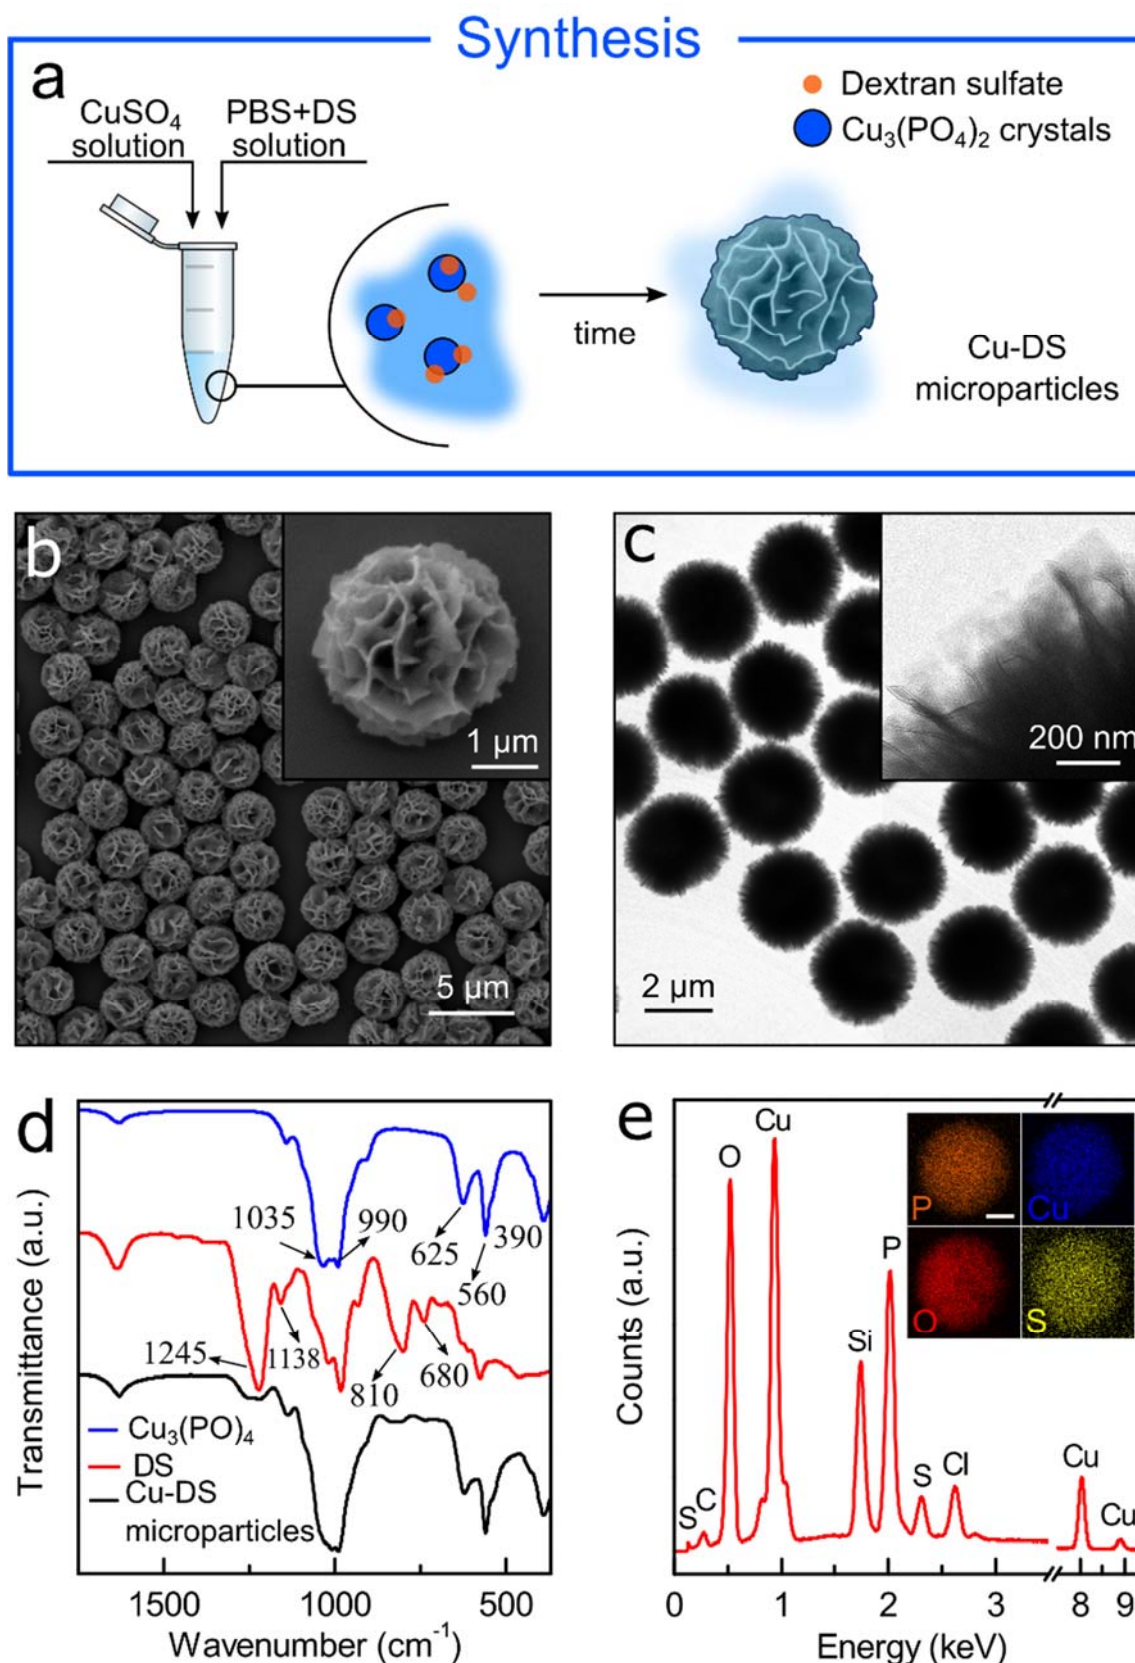 Synthesis
a
CuSO₄
solution
PBS+DS
solution
Dextran sulfate
Cu₃(PO₄)₂ crystals
time
Cu-DS
microparticles
b
1 µm
5 µm
c
200 nm
2 µm
d
Transmittance (a.u.)
1035
990
625
560
390
1245
1138
810
680
Cu₃(PO)₄
DS
Cu-DS
microparticles
1500
1000
500
Wavenumber (cm⁻¹)
e
Counts (a.u.)
S
C
O
Cu
Si
P
S
Cl
Cu
Cu
P
Cu
O
S
0
1
2
3
8
9
Energy (keV)